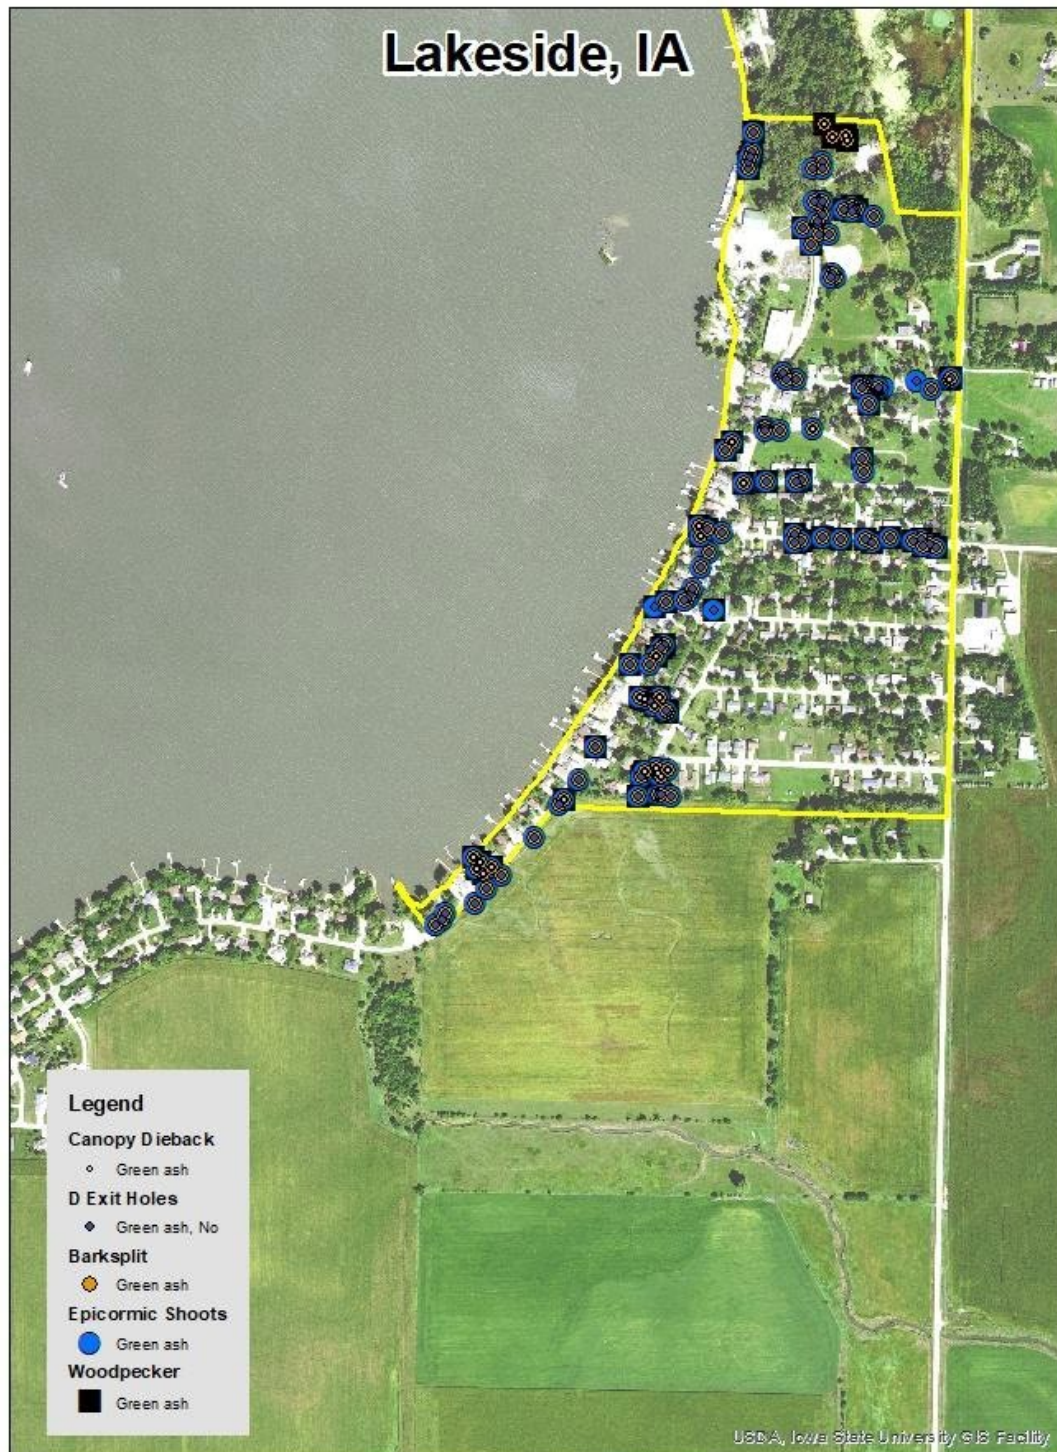 Lakeside, IA
Legend
Canopy Dieback
Green ash
D Exit Holes
Green ash, No
Barksplit
Green ash
Epicormic Shoots
Green ash
Woodpecker
Green ash
USDA, Iowa State University GIS Facility